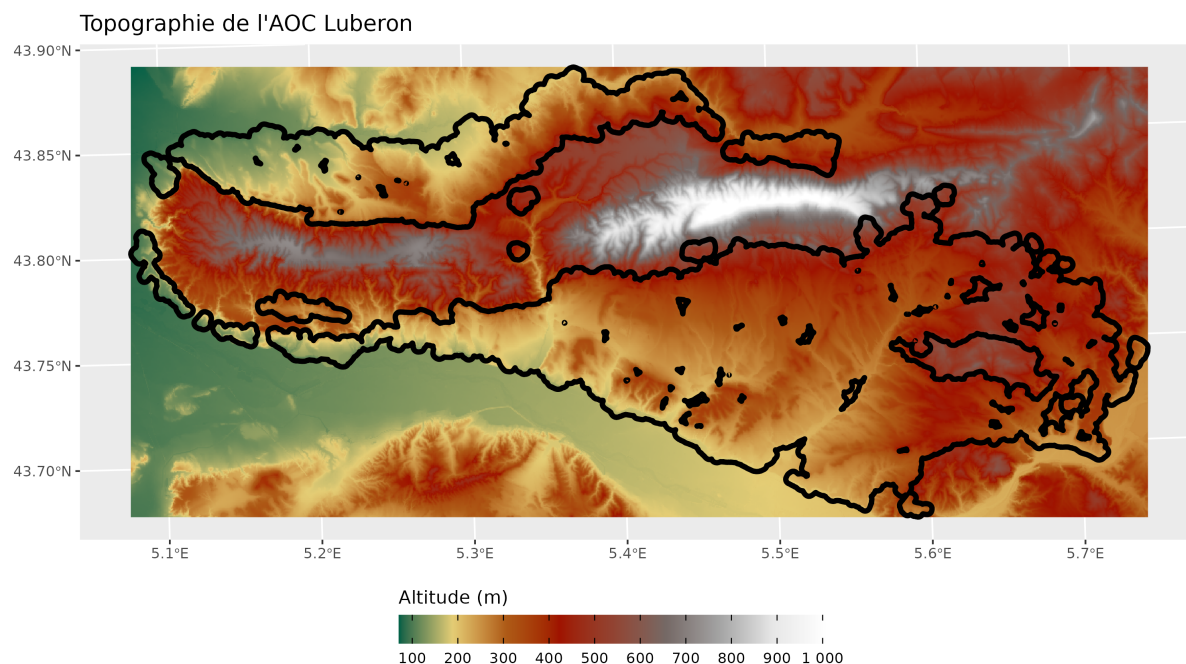 Topographie de l'AOC Luberon
43.90°N
43.85°N
43.80°N
43.75°N
43.70°N
5.1°E 5.2°E 5.3°E 5.4°E 5.5°E 5.6°E 5.7°E
Altitude (m)
100 200 300 400 500 600 700 800 900 1 000